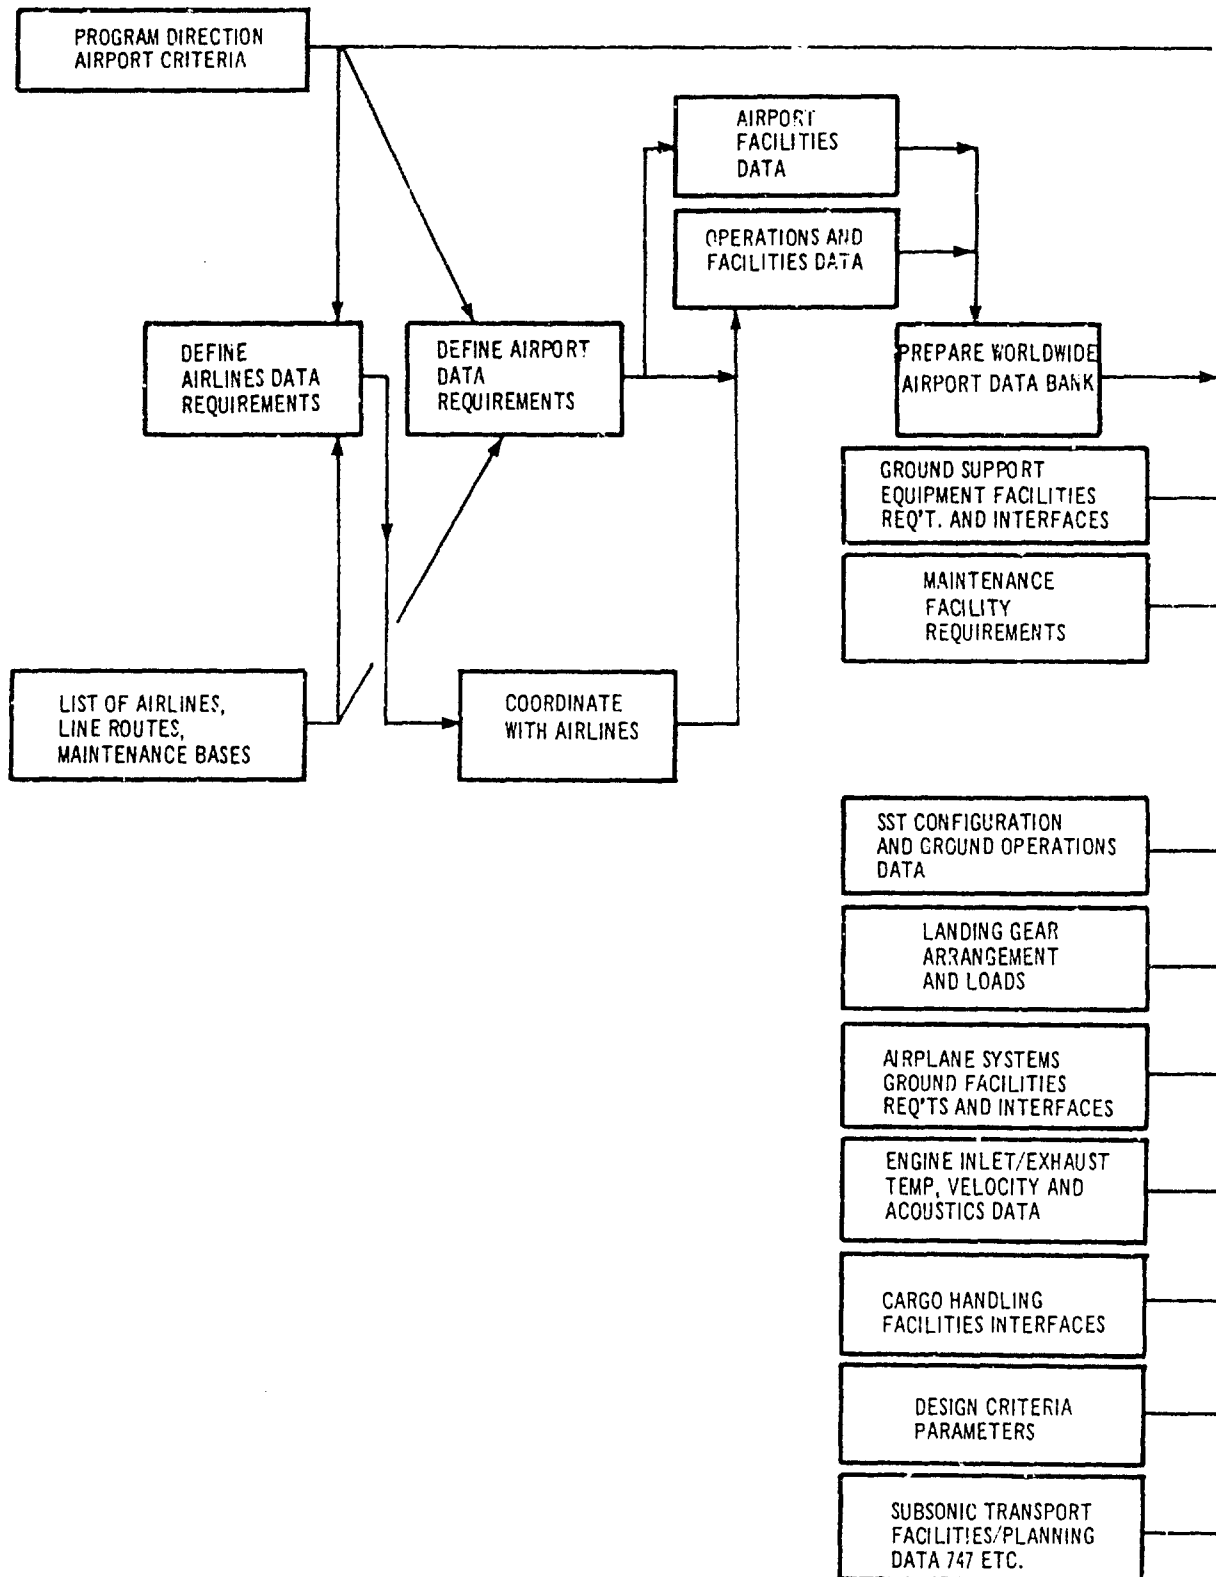 PROGRAM DIRECTION
AIRPORT CRITERIA
AIRPORT
FACILITIES
DATA
OPERATIONS AND
FACILITIES DATA
DEFINE
AIRLINES DATA
REQUIREMENTS
DEFINE AIRPORT
DATA
REQUIREMENTS
PREPARE WORLDWIDE
AIRPORT DATA BANK
GROUND SUPPORT
EQUIPMENT FACILITIES
REQ'T. AND INTERFACES
MAINTENANCE
FACILITY
REQUIREMENTS
LIST OF AIRLINES,
LINE ROUTES,
MAINTENANCE BASES
COORDINATE
WITH AIRLINES
SST CONFIGURATION
AND GROUND OPERATIONS
DATA
LANDING GEAR
ARRANGEMENT
AND LOADS
AIRPLANE SYSTEMS
GROUND FACILITIES
REQ'TS AND INTERFACES
ENGINE INLET/EXHAUST
TEMP, VELOCITY AND
ACOUSTICS DATA
CARGO HANDLING
FACILITIES INTERFACES
DESIGN CRITERIA
PARAMETERS
SUBSONIC TRANSPORT
FACILITIES/PLANNING
DATA 747 ETC.